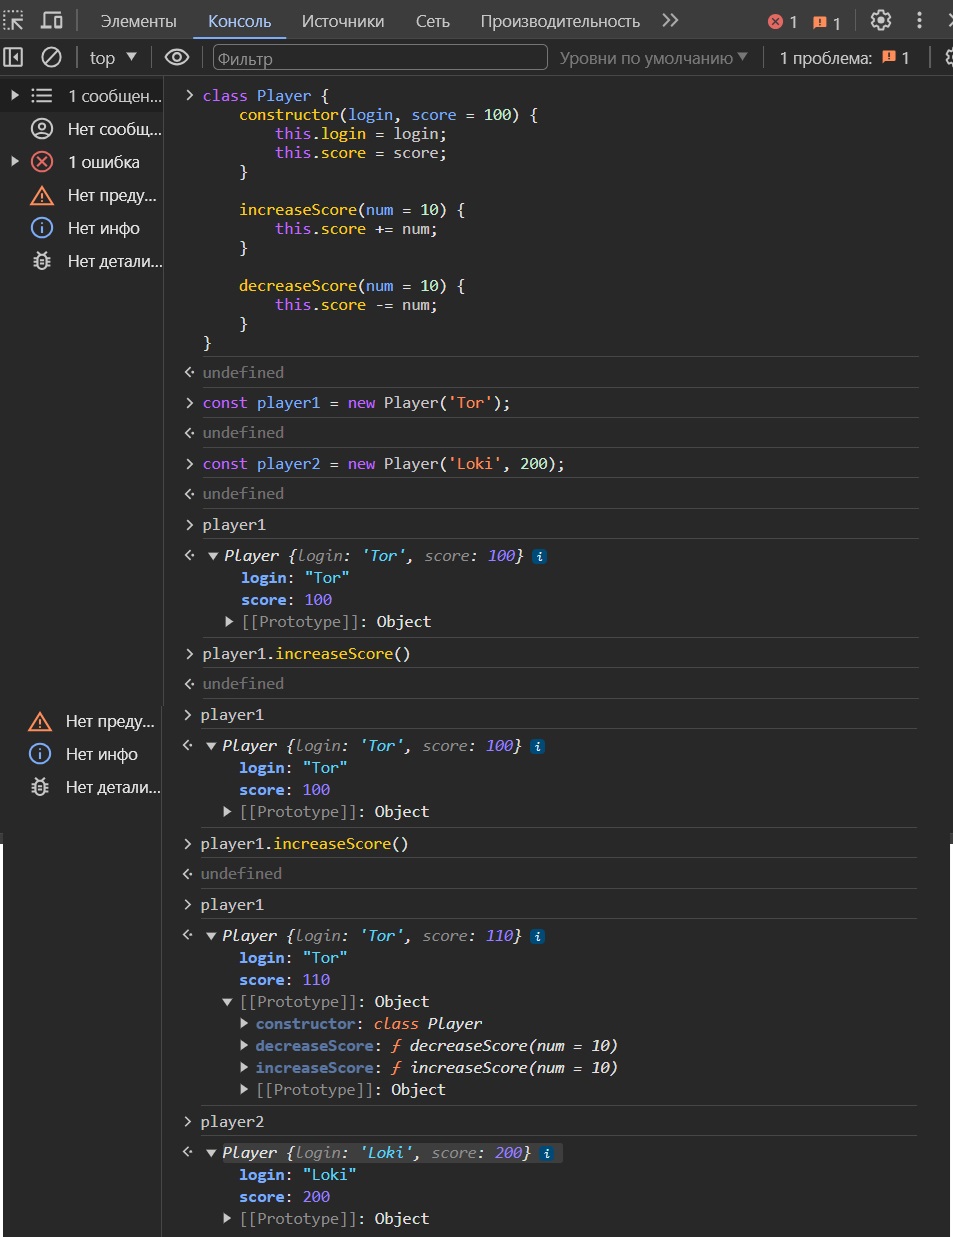 Элементы Консоль Источники Сеть Производительность 1 1
top Фильтр Уровни по умолчанию 1 проблема: 1
1 сообщен...
Нет сообщ...
1 ошибка
Нет преду...
Нет инфо
Нет детали...
class Player {
constructor(login, score = 100) {
this.login = login;
this.score = score;
}
increaseScore(num = 10) {
this.score += num;
}
decreaseScore(num = 10) {
this.score -= num;
}
}
undefined
const player1 = new Player('Tor');
undefined
const player2 = new Player('Loki', 200);
undefined
player1
Player {login: 'Tor', score: 100} i
login: "Tor"
score: 100
[[Prototype]]: Object
player1.increaseScore()
undefined
Нет преду...
Нет инфо
Нет детали...
player1
Player {login: 'Tor', score: 100} i
login: "Tor"
score: 100
[[Prototype]]: Object
player1.increaseScore()
undefined
player1
Player {login: 'Tor', score: 110} i
login: "Tor"
score: 110
[[Prototype]]: Object
constructor: class Player
decreaseScore: ƒ decreaseScore(num = 10)
increaseScore: ƒ increaseScore(num = 10)
[[Prototype]]: Object
player2
Player {login: 'Loki', score: 200} i
login: "Loki"
score: 200
[[Prototype]]: Object